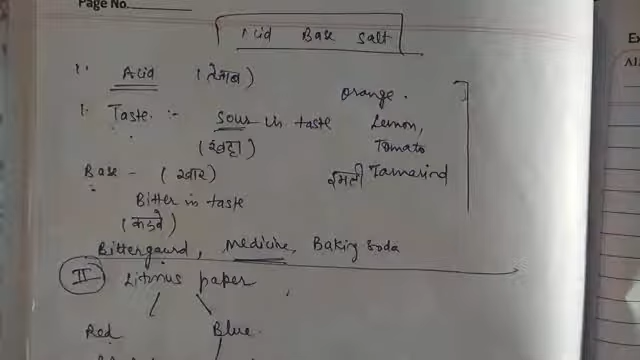 Page No.
Acid Base Salt
1. Acid (तेजाब)
orange.
1. Taste :- Sour in taste Lemon,
(खट्टा) Tomato
Base - (खार) इमली Tamarind
Bitter in taste
(कड़वे)
Bittergaurd, Medicine, Baking Soda
II Litmus paper
Red Blue